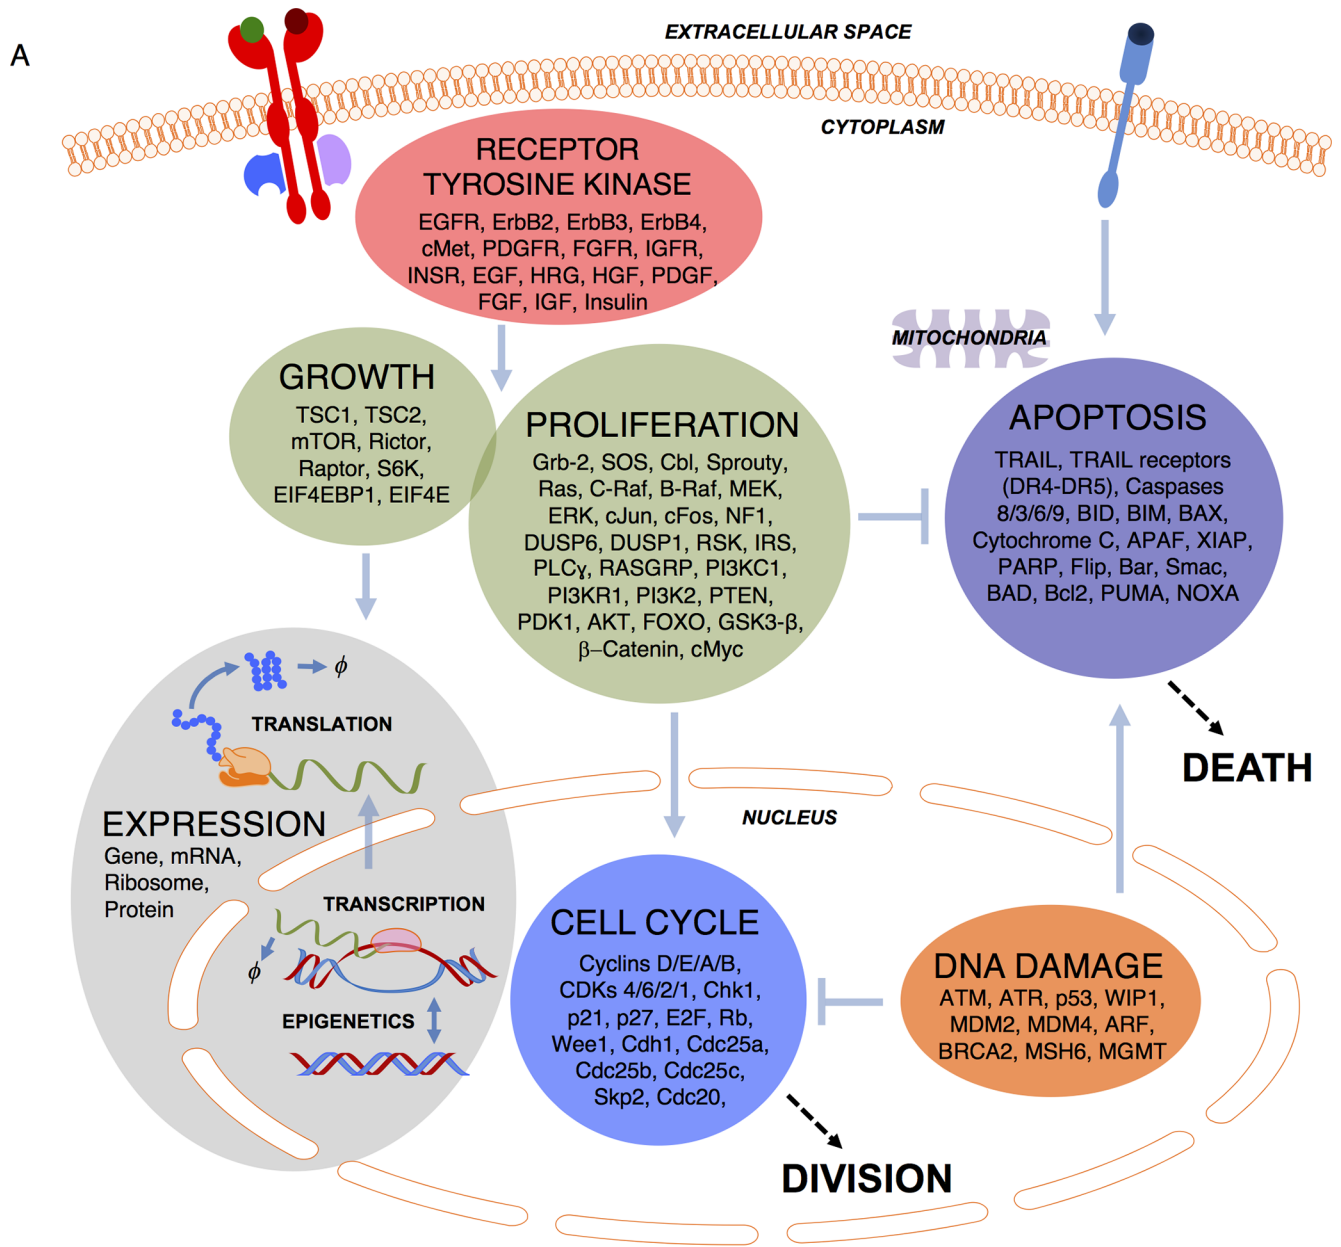 A
EXTRACELLULAR SPACE
CYTOPLASM
RECEPTOR
TYROSINE KINASE
EGFR, ErbB2, ErbB3, ErbB4,
cMet, PDGFR, FGFR, IGFR,
INSR, EGF, HRG, HGF, PDGF,
FGF, IGF, Insulin
MITOCHONDRIA
GROWTH
TSC1, TSC2,
mTOR, Rictor,
Raptor, S6K,
EIF4EBP1, EIF4E
PROLIFERATION
Grb-2, SOS, Cbl, Sprouty,
Ras, C-Raf, B-Raf, MEK,
ERK, cJun, cFos, NF1,
DUSP6, DUSP1, RSK, IRS,
PLCɣ, RASGRP, PI3KC1,
PI3KR1, PI3K2, PTEN,
PDK1, AKT, FOXO, GSK3-β,
β–Catenin, cMyc
APOPTOSIS
TRAIL, TRAIL receptors
(DR4-DR5), Caspases
8/3/6/9, BID, BIM, BAX,
Cytochrome C, APAF, XIAP,
PARP, Flip, Bar, Smac,
BAD, Bcl2, PUMA, NOXA
DEATH
ϕ
TRANSLATION
EXPRESSION
Gene, mRNA,
Ribosome,
Protein
TRANSCRIPTION
ϕ
EPIGENETICS
NUCLEUS
CELL CYCLE
Cyclins D/E/A/B,
CDKs 4/6/2/1, Chk1,
p21, p27, E2F, Rb,
Wee1, Cdh1, Cdc25a,
Cdc25b, Cdc25c,
Skp2, Cdc20,
DNA DAMAGE
ATM, ATR, p53, WIP1,
MDM2, MDM4, ARF,
BRCA2, MSH6, MGMT
DIVISION